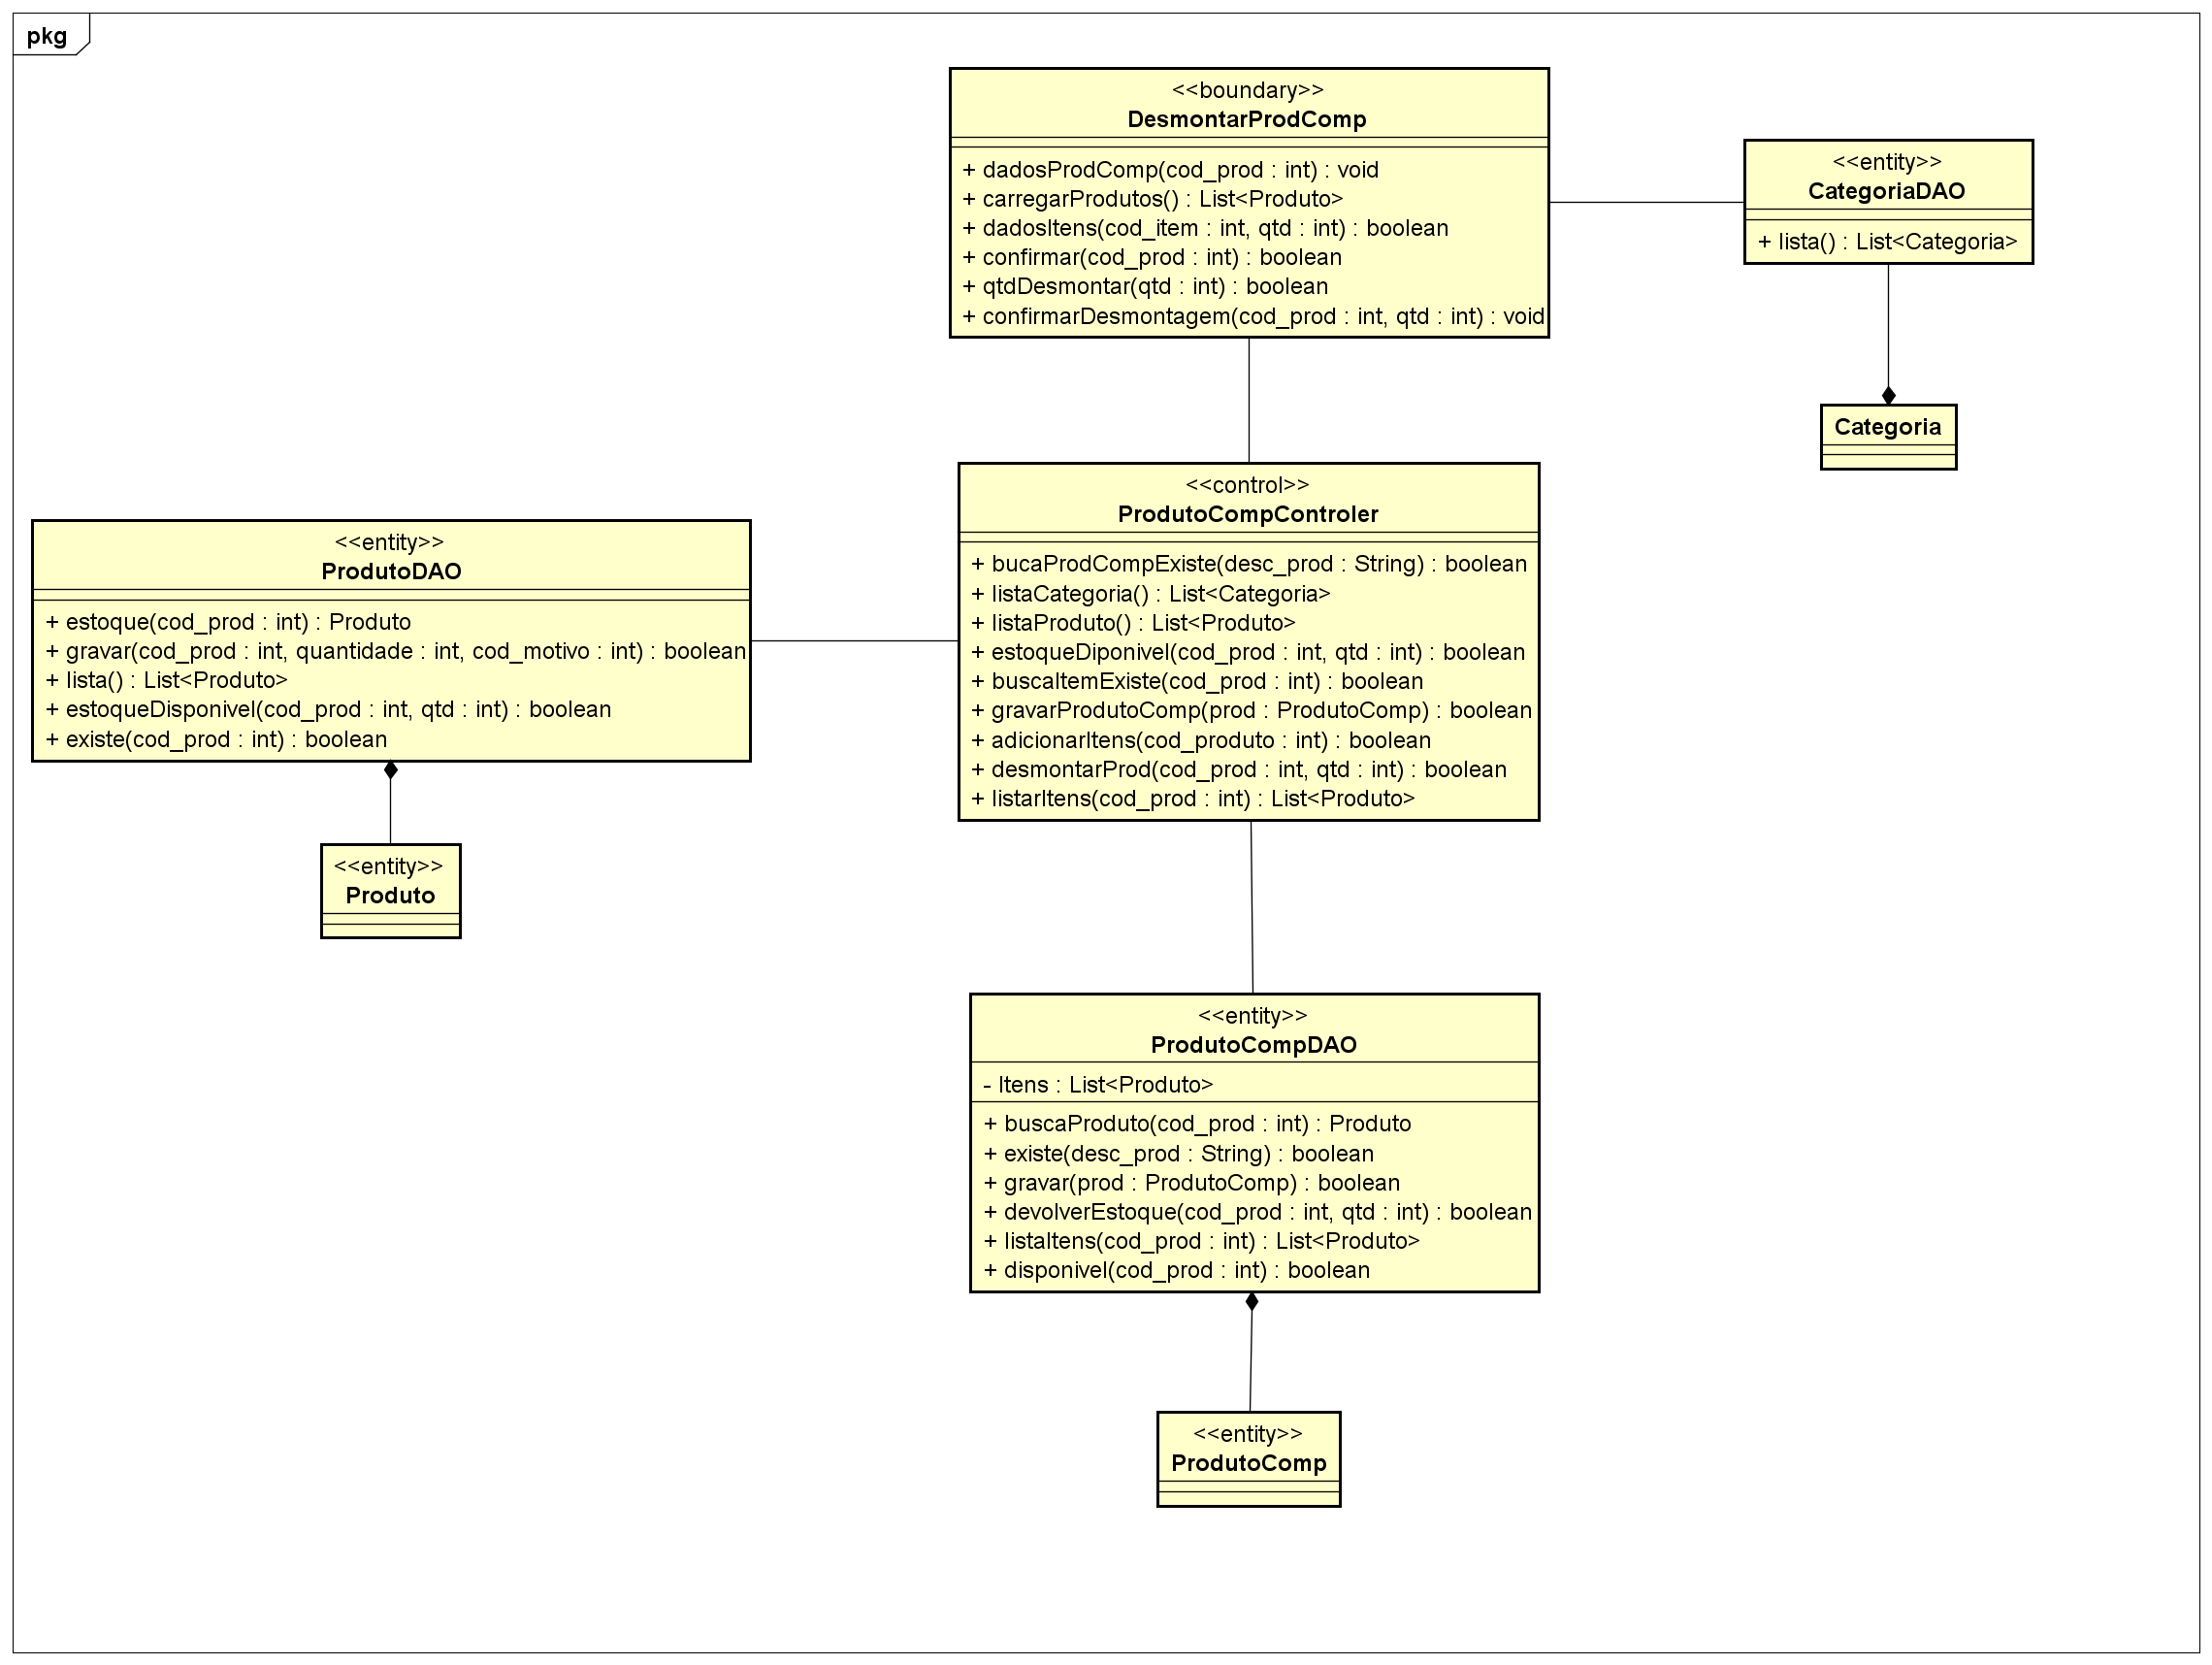 pkg
<<boundary>>
DesmontarProdComp
+ dadosProdComp(cod_prod : int) : void
+ carregarProdutos() : List<Produto>
+ dadosItens(cod_item : int, qtd : int) : boolean
+ confirmar(cod_prod : int) : boolean
+ qtdDesmontar(qtd : int) : boolean
+ confirmarDesmontagem(cod_prod : int, qtd : int) : void
<<entity>>
CategoriaDAO
+ lista() : List<Categoria>
Categoria
<<control>>
ProdutoCompControler
+ bucaProdCompExiste(desc_prod : String) : boolean
+ listaCategoria() : List<Categoria>
+ listaProduto() : List<Produto>
+ estoqueDiponivel(cod_prod : int, qtd : int) : boolean
+ buscaItemExiste(cod_prod : int) : boolean
+ gravarProdutoComp(prod : ProdutoComp) : boolean
+ adicionarItens(cod_produto : int) : boolean
+ desmontarProd(cod_prod : int, qtd : int) : boolean
+ listarItens(cod_prod : int) : List<Produto>
<<entity>>
ProdutoDAO
+ estoque(cod_prod : int) : Produto
+ gravar(cod_prod : int, quantidade : int, cod_motivo : int) : boolean
+ lista() : List<Produto>
+ estoqueDisponivel(cod_prod : int, qtd : int) : boolean
+ existe(cod_prod : int) : boolean
<<entity>>
Produto
<<entity>>
ProdutoCompDAO
- Itens : List<Produto>
+ buscaProduto(cod_prod : int) : Produto
+ existe(desc_prod : String) : boolean
+ gravar(prod : ProdutoComp) : boolean
+ devolverEstoque(cod_prod : int, qtd : int) : boolean
+ listaItens(cod_prod : int) : List<Produto>
+ disponivel(cod_prod : int) : boolean
<<entity>>
ProdutoComp